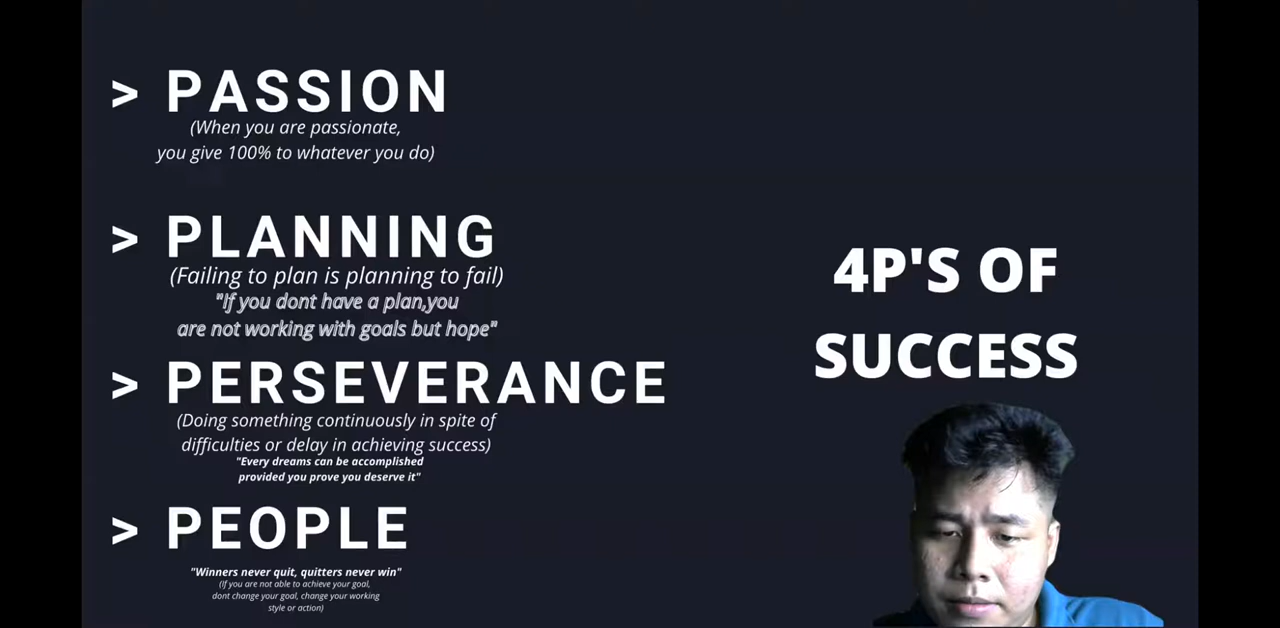 > PASSION
(When you are passionate,
you give 100% to whatever you do)
> PLANNING
(Failing to plan is planning to fail)
"If you dont have a plan,you
are not working with goals but hope"
> PERSEVERANCE
(Doing something continuously in spite of
difficulties or delay in achieving success)
"Every dreams can be accomplished
provided you prove you deserve it"
> PEOPLE
"Winners never quit, quitters never win"
(If you are not able to achieve your goal,
dont change your goal, change your working
style or action)
4P'S OF
SUCCESS